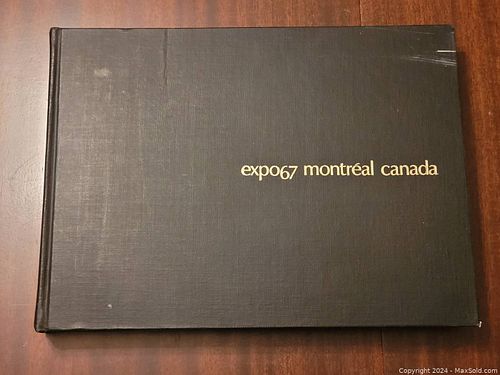 expo67 montréal canada
Copyright 2024 - MaxSold.com